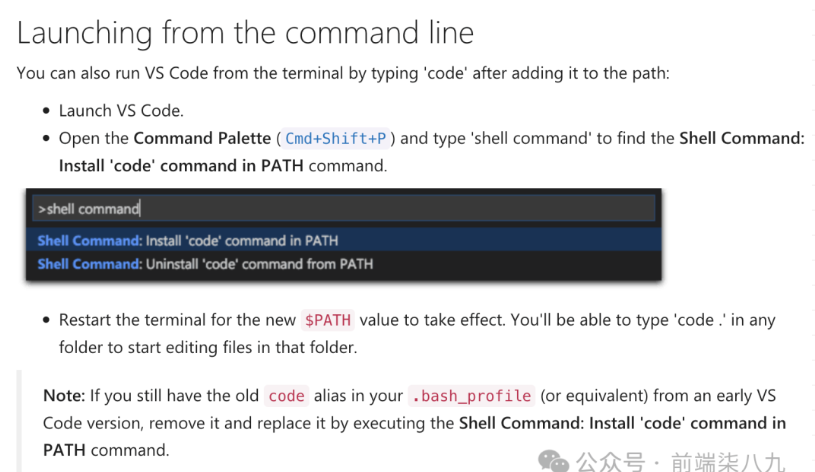 Launching from the command line
You can also run VS Code from the terminal by typing 'code' after adding it to the path:
• Launch VS Code.
• Open the Command Palette (Cmd+Shift+P) and type 'shell command' to find the Shell Command:
Install 'code' command in PATH command.
>shell command
Shell Command: Install 'code' command in PATH
Shell Command: Uninstall 'code' command from PATH
• Restart the terminal for the new $PATH value to take effect. You'll be able to type 'code .' in any
folder to start editing files in that folder.
Note: If you still have the old code alias in your .bash_profile (or equivalent) from an early VS
Code version, remove it and replace it by executing the Shell Command: Install 'code' command in
PATH command.
公众号 · 前端柒八九